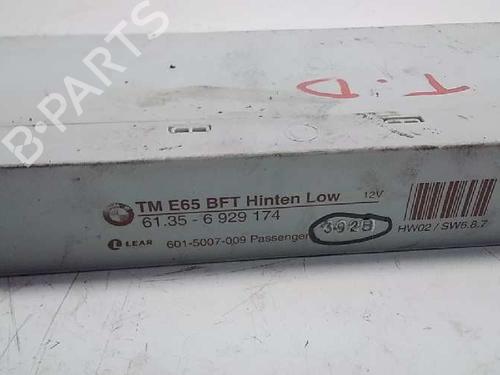 B-PARTS
T.D
TM E65 BFT Hinten Low 12V
61.35 - 6 929 174
LEAR 601-5007-009 Passenger
HW02 / SW6.8.7